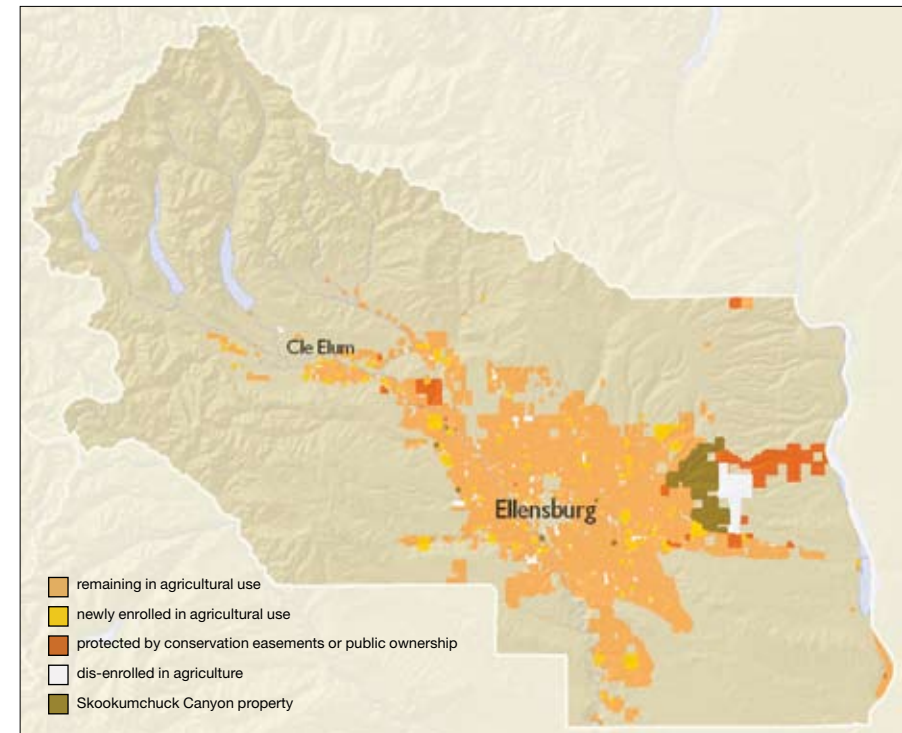 Cle Elum
Ellensburg
remaining in agricultural use
newly enrolled in agricultural use
protected by conservation easements or public ownership
dis-enrolled in agriculture
Skookumchuck Canyon property